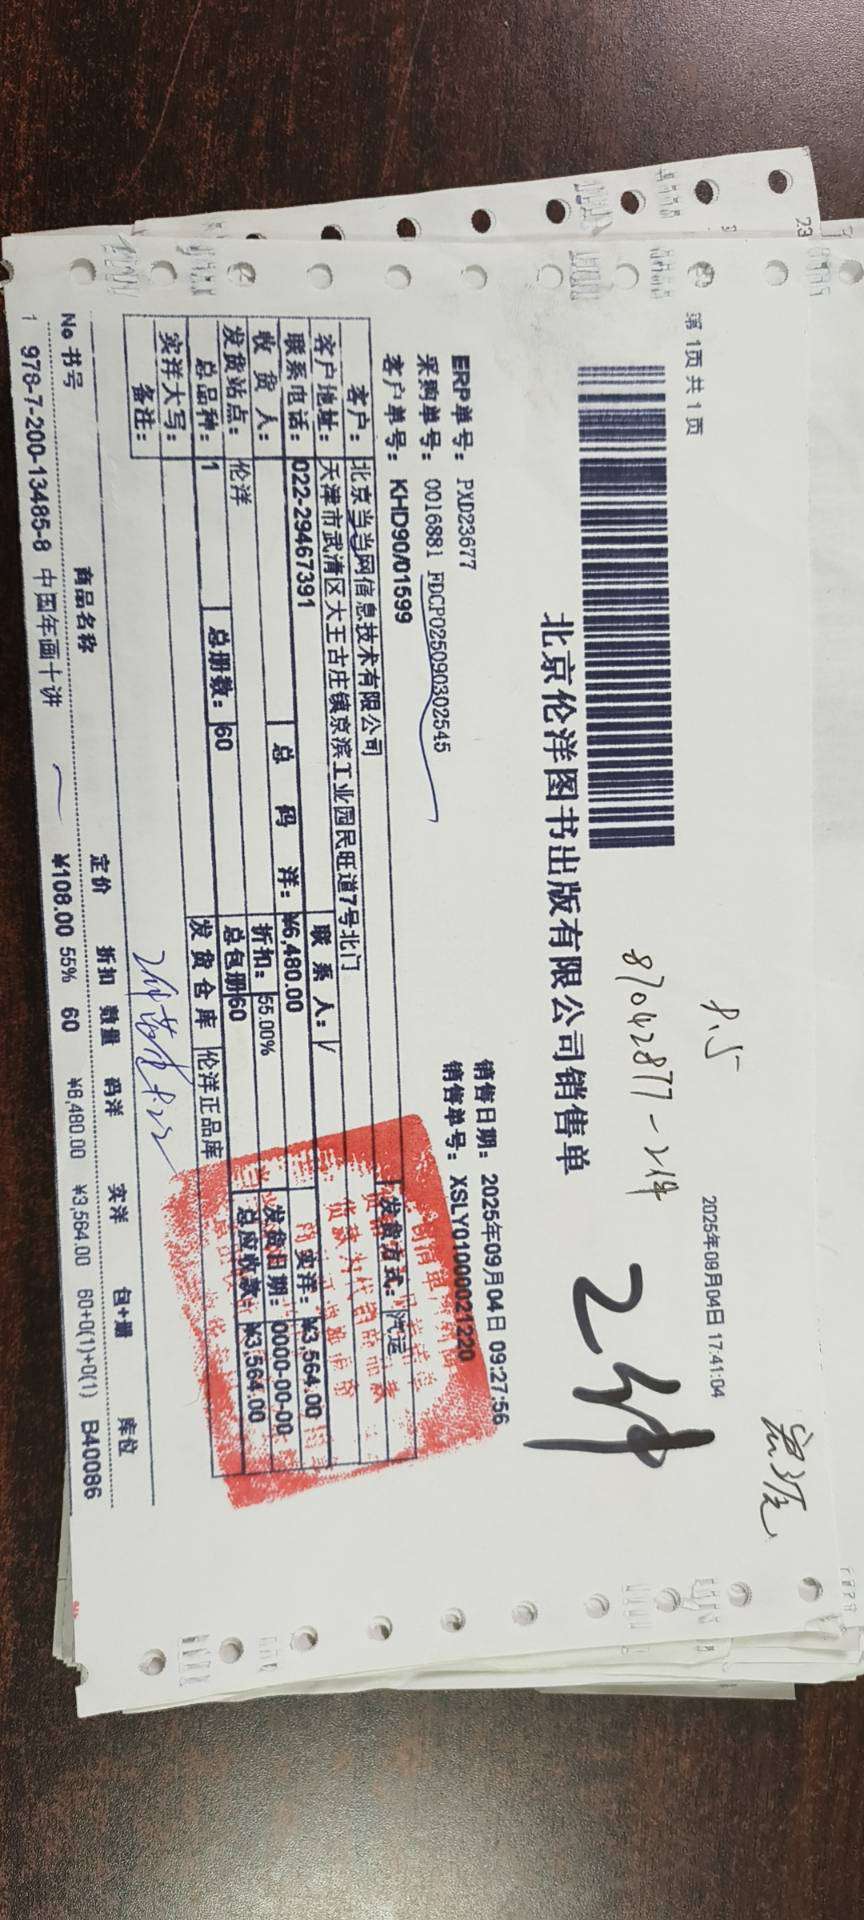 第 1页 共 1页
2025年09月04日 17:41:04
8.5
87042877-2件
2件
北京伦洋图书出版有限公司销售单
ERP单号： PXD23677
销售日期： 2025年09月04日 09:27:56
采购单号： 0016881 FDCP025090302545
销售单号： XSLY01000021220
客户单号： KHD90/01599
客户： 北京当当网信息技术有限公司 发货方式： 汽运
客户地址： 天津市武清区大王古庄镇京滨工业园民旺道7号北门
联系电话： 022-29467391 联系人： /
收货人： 总码洋： ¥6,480.00 实洋： ¥3,564.00
发货站点： 伦洋 折扣： 55.00% 发货日期： 0000-00-00
总品种： 1 总册数： 60 总包册 60 总应收款： ¥3,564.00
实洋大写： 发货仓库 伦洋正品库
备注：
No 书号 商品名称 定价 折扣 数量 码洋 实洋 包+册 库位
1 978-7-200-13485-8 中国年画十讲 ¥108.00 55% 60 ¥6,480.00 ¥3,564.00 60+0(1)+0(1) B40086